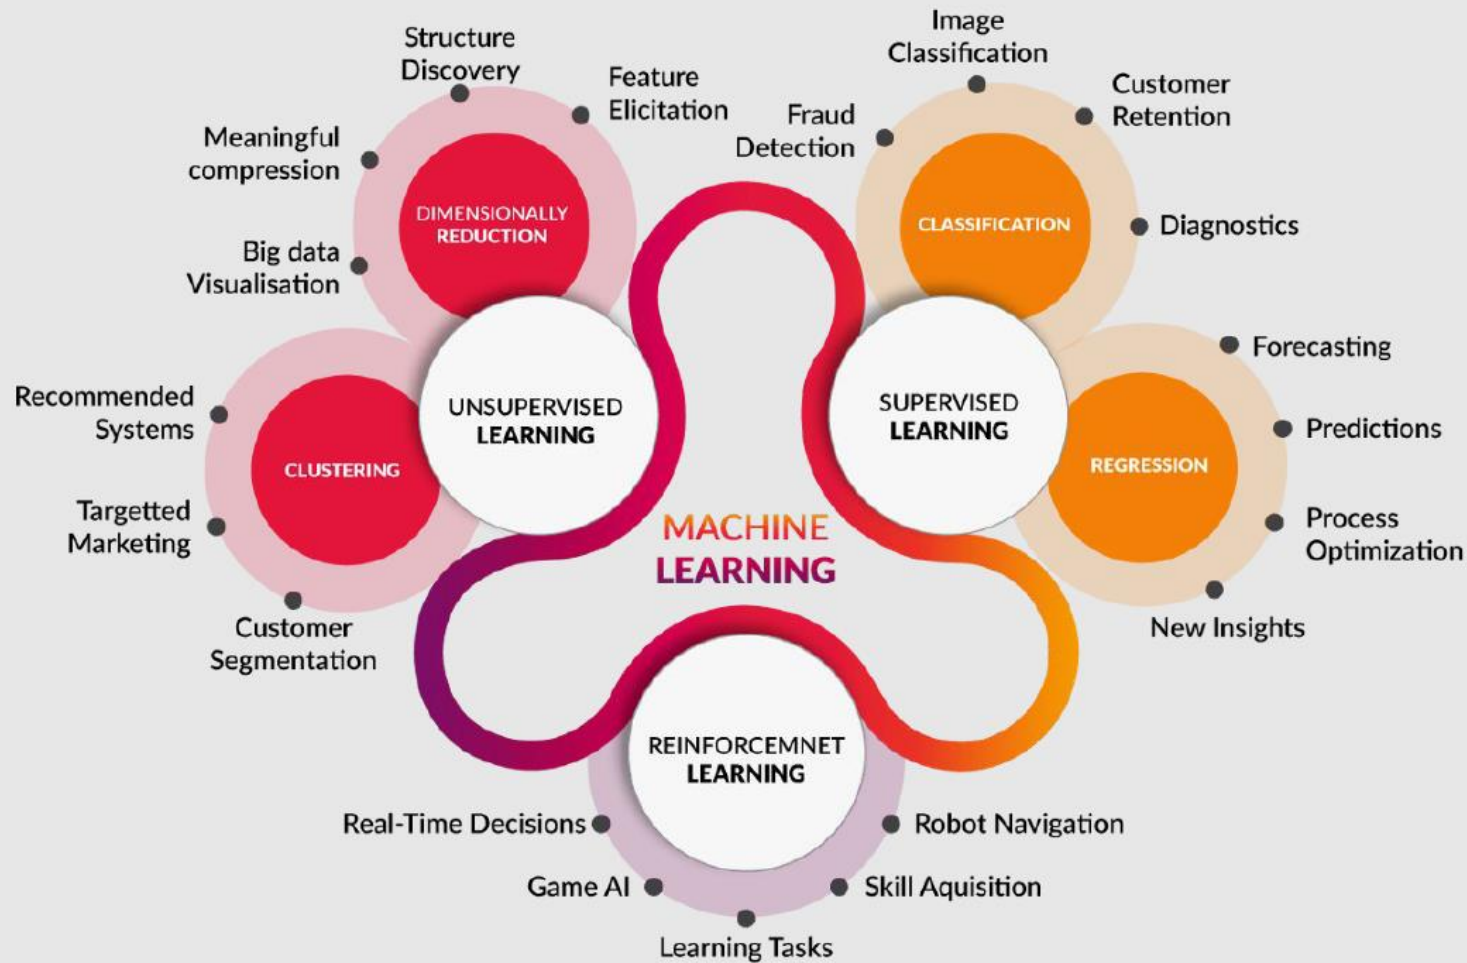 Structure
Discovery
Feature
Elicitation
Meaningful
compression
Big data
Visualisation
DIMENSIONALLY
REDUCTION
Recommended
Systems
Targetted
Marketing
Customer
Segmentation
CLUSTERING
UNSUPERVISED
LEARNING
Image
Classification
Customer
Retention
Fraud
Detection
Diagnostics
CLASSIFICATION
SUPERVISED
LEARNING
Forecasting
Predictions
Process
Optimization
New Insights
REGRESSION
MACHINE
LEARNING
REINFORCEMNET
LEARNING
Real-Time Decisions
Robot Navigation
Game AI
Skill Aquisition
Learning Tasks